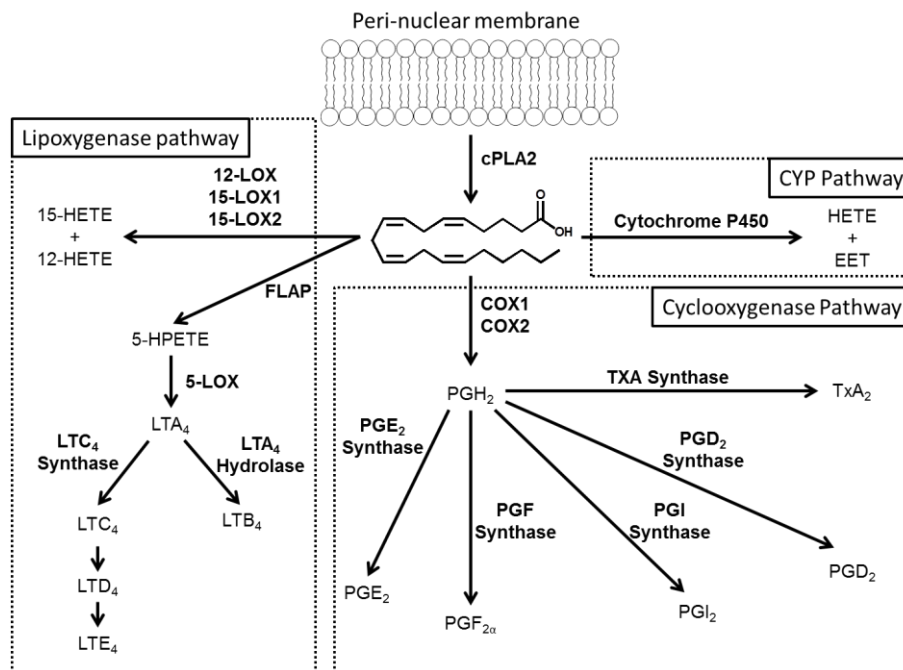 Peri-nuclear membrane
Lipoxygenase pathway
cPLA2
CYP Pathway
12-LOX
15-LOX1
15-LOX2
15-HETE
+
12-HETE
O
OH
Cytochrome P450
HETE
+
EET
FLAP
COX1
COX2
Cyclooxygenase Pathway
5-HPETE
5-LOX
PGH₂
TXA Synthase
TxA₂
LTA₄
LTC₄
Synthase
LTA₄
Hydrolase
PGE₂
Synthase
PGD₂
Synthase
PGF
Synthase
PGI
Synthase
LTC₄
LTB₄
LTD₄
LTE₄
PGE₂
PGF₂α
PGI₂
PGD₂